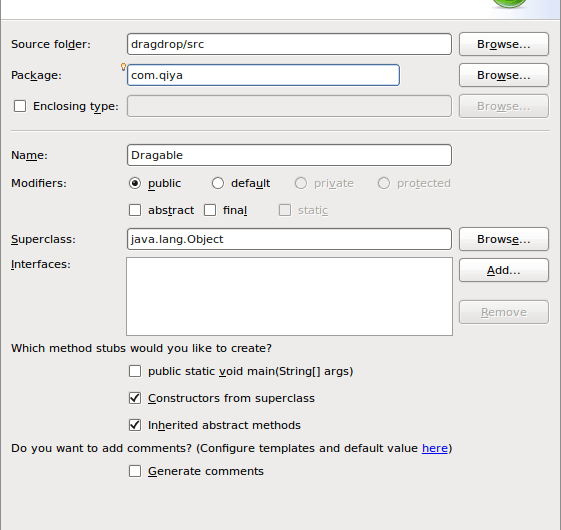 Source folder: dragdrop/src Browse...
Package: com.qiya Browse...
Enclosing type: Browse...
Name: Dragable
Modifiers: public default private protected
abstract final static
Superclass: java.lang.Object Browse...
Interfaces: Add...
Remove
Which method stubs would you like to create?
public static void main(String[] args)
Constructors from superclass
Inherited abstract methods
Do you want to add comments? (Configure templates and default value here)
Generate comments